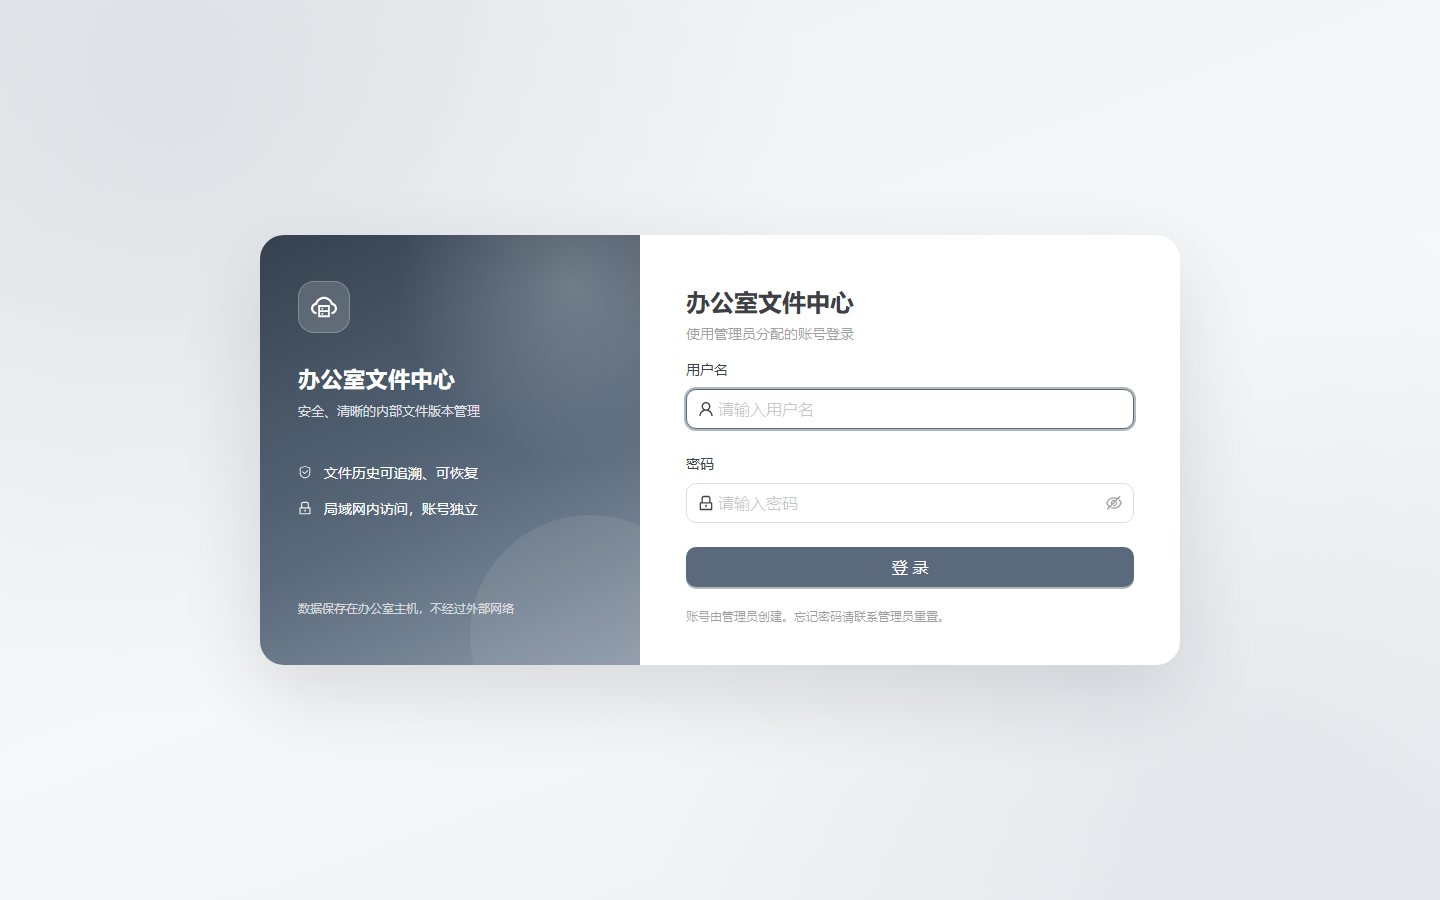 办公室文件中心
安全、清晰的内部文件版本管理
文件历史可追溯、可恢复
局域网内访问，账号独立
数据保存在办公室主机，不经过外部网络
办公室文件中心
使用管理员分配的账号登录
用户名
请输入用户名
密码
请输入密码
登 录
账号由管理员创建。忘记密码请联系管理员重置。